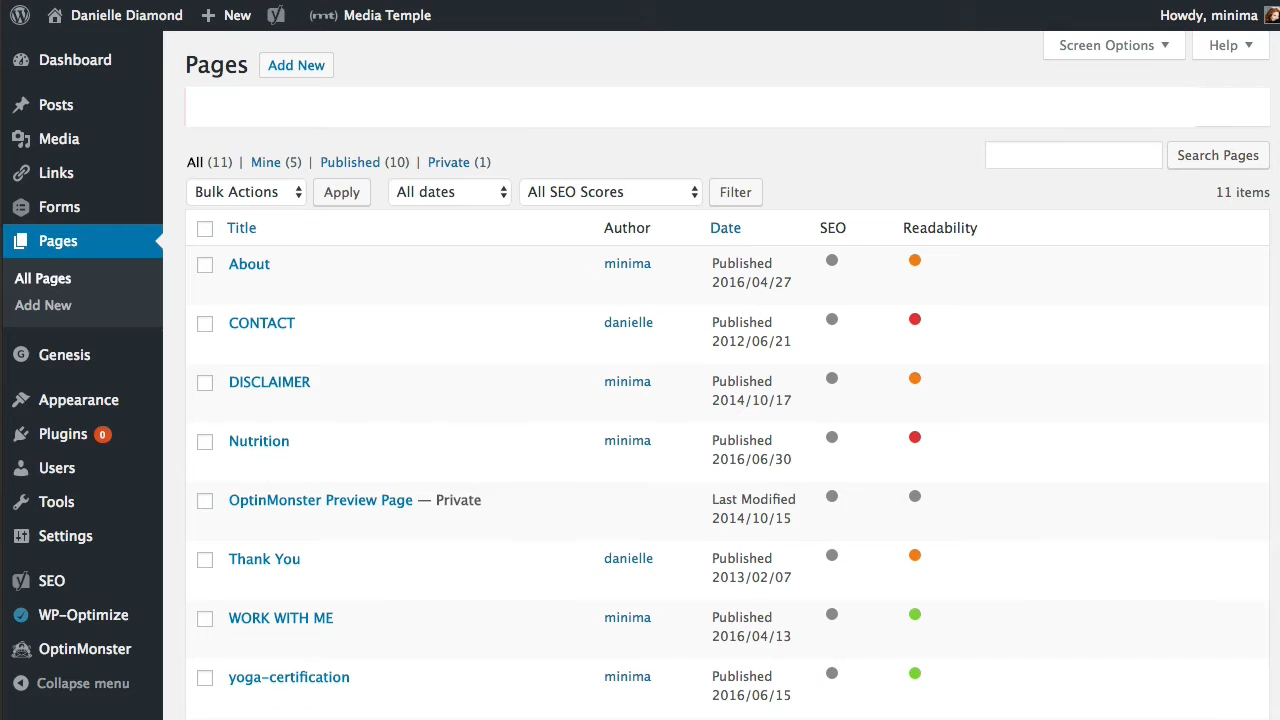 Danielle Diamond + New (mt) Media Temple Howdy, minima
Dashboard
Posts
Media
Links
Forms
Pages
All Pages
Add New
Genesis
Appearance
Plugins 0
Users
Tools
Settings
SEO
WP-Optimize
OptinMonster
Collapse menu
Screen Options Help
Pages Add New
All (11) | Mine (5) | Published (10) | Private (1)
Search Pages
Bulk Actions Apply All dates All SEO Scores Filter 11 items
Title Author Date SEO Readability
About minima Published
2016/04/27
CONTACT danielle Published
2012/06/21
DISCLAIMER minima Published
2014/10/17
Nutrition minima Published
2016/06/30
OptinMonster Preview Page — Private Last Modified
2014/10/15
Thank You danielle Published
2013/02/07
WORK WITH ME minima Published
2016/04/13
yoga-certification minima Published
2016/06/15